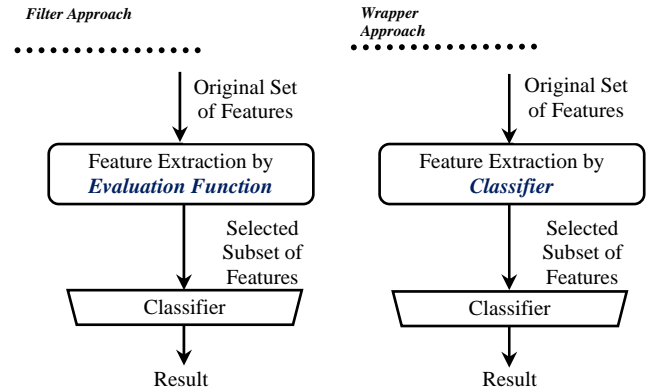 Filter Approach
Original Set
of Features
Feature Extraction by
Evaluation Function
Selected
Subset of
Features
Classifier
Result
Wrapper
Approach
Original Set
of Features
Feature Extraction by
Classifier
Selected
Subset of
Features
Classifier
Result